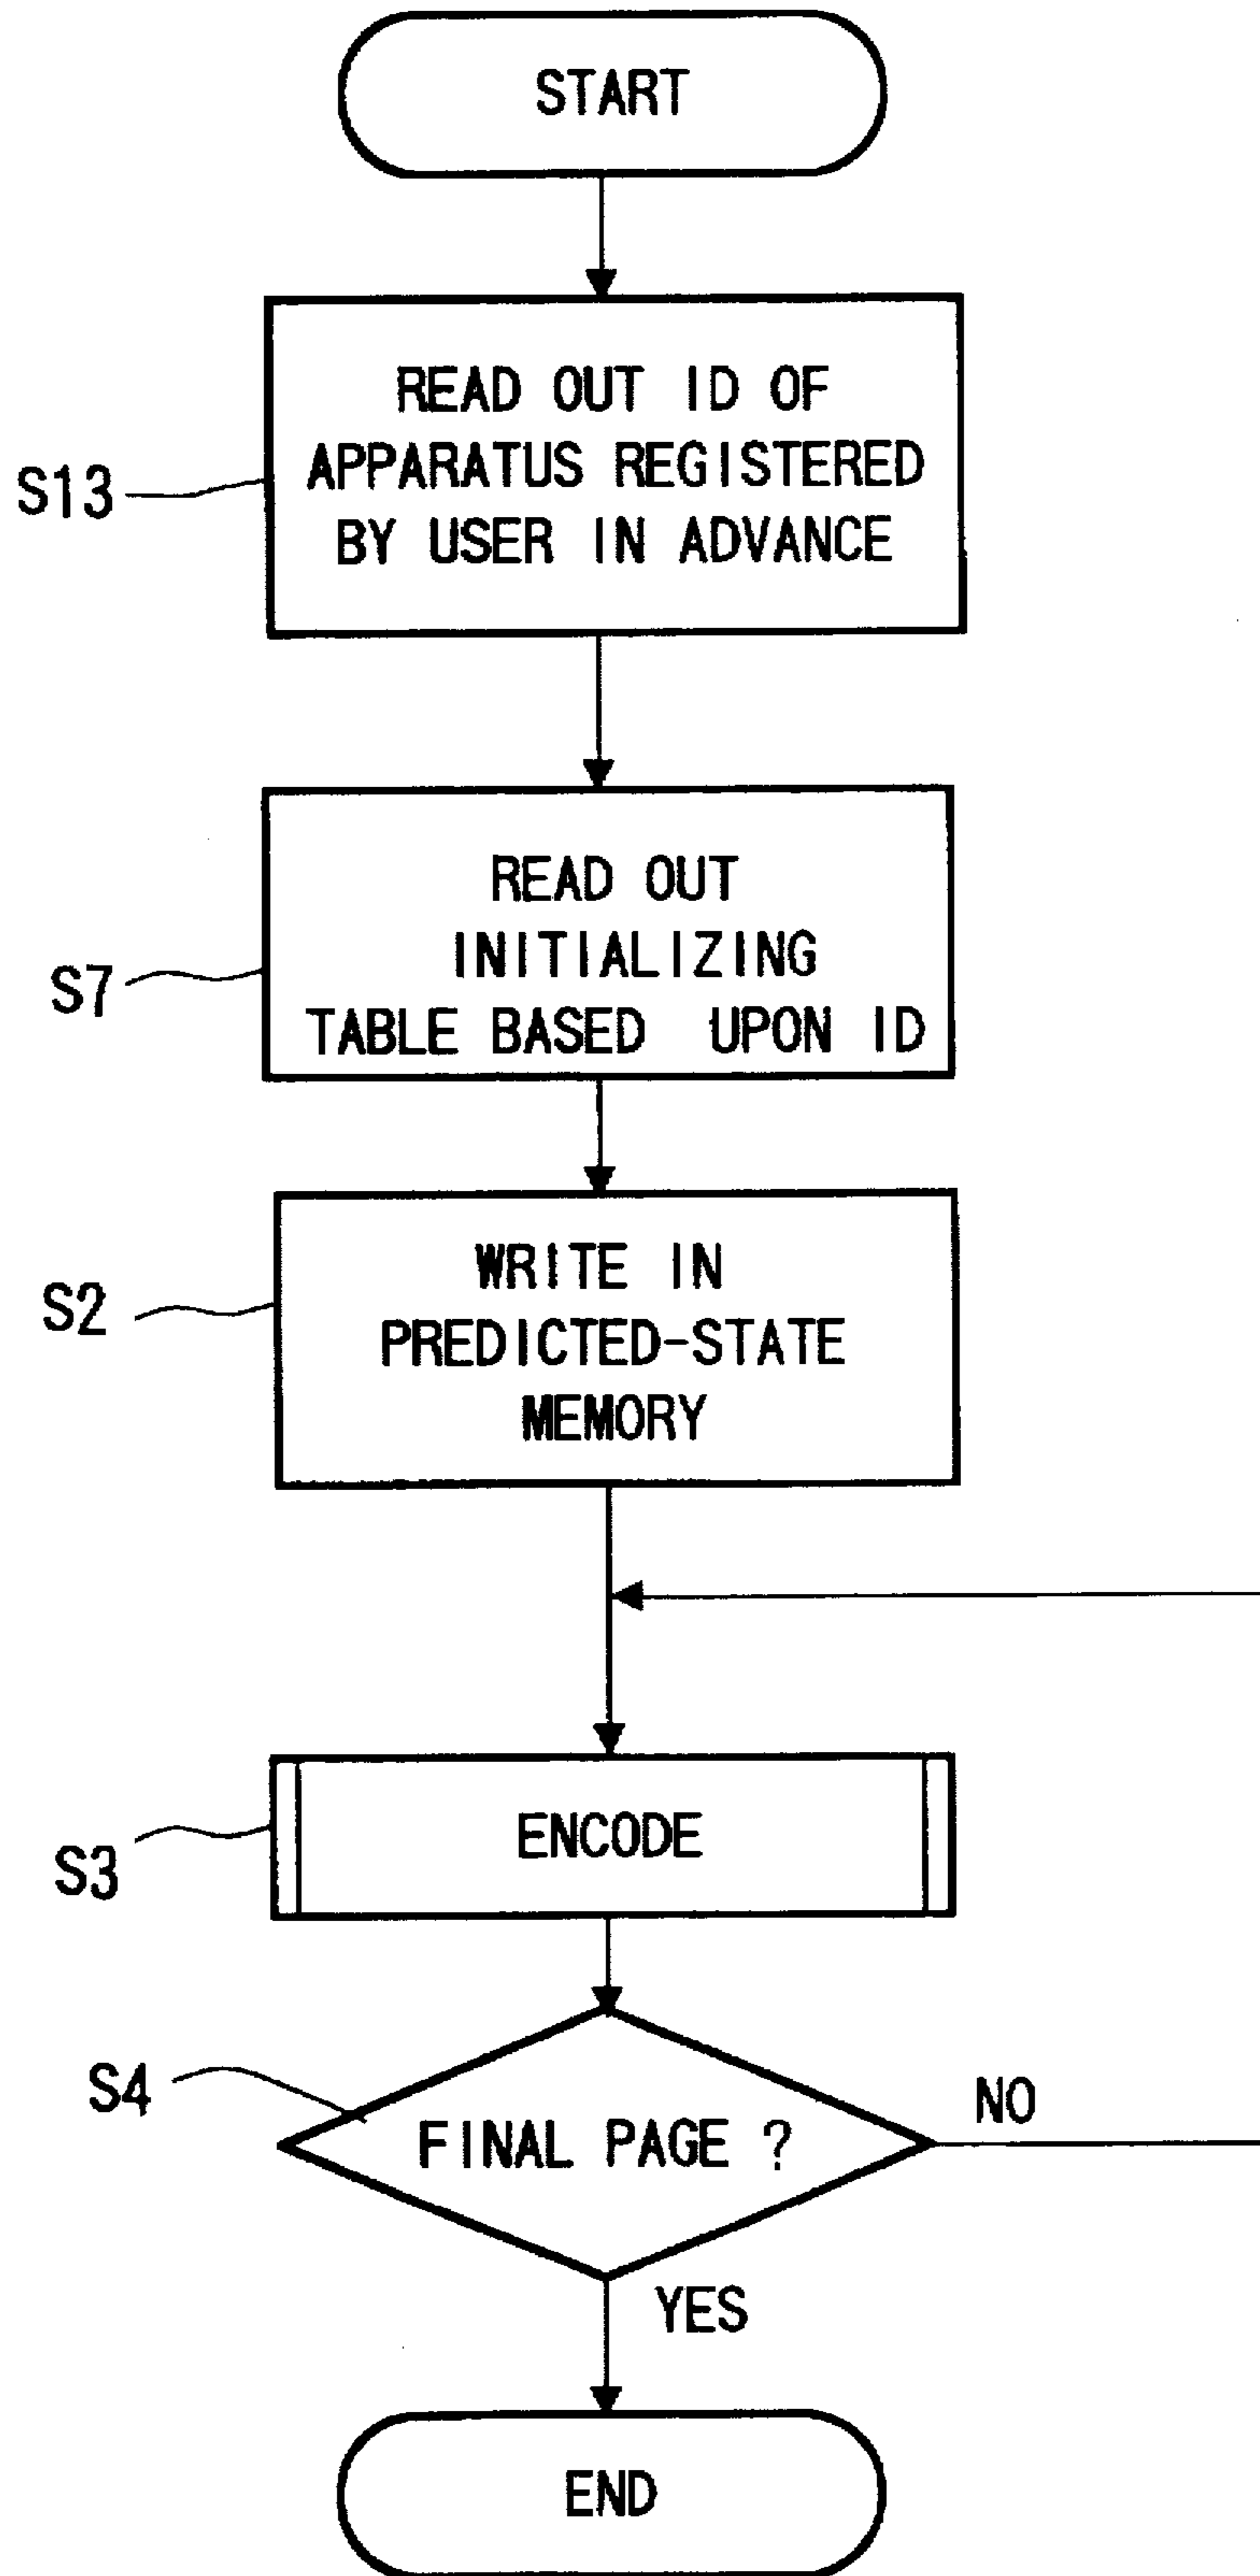 START
READ OUT ID OF
APPARATUS REGISTERED
BY USER IN ADVANCE
S13
READ OUT
INITIALIZING
TABLE BASED UPON ID
S7
WRITE IN
PREDICTED-STATE
MEMORY
S2
ENCODE
S3
FINAL PAGE ?
S4
NO
YES
END